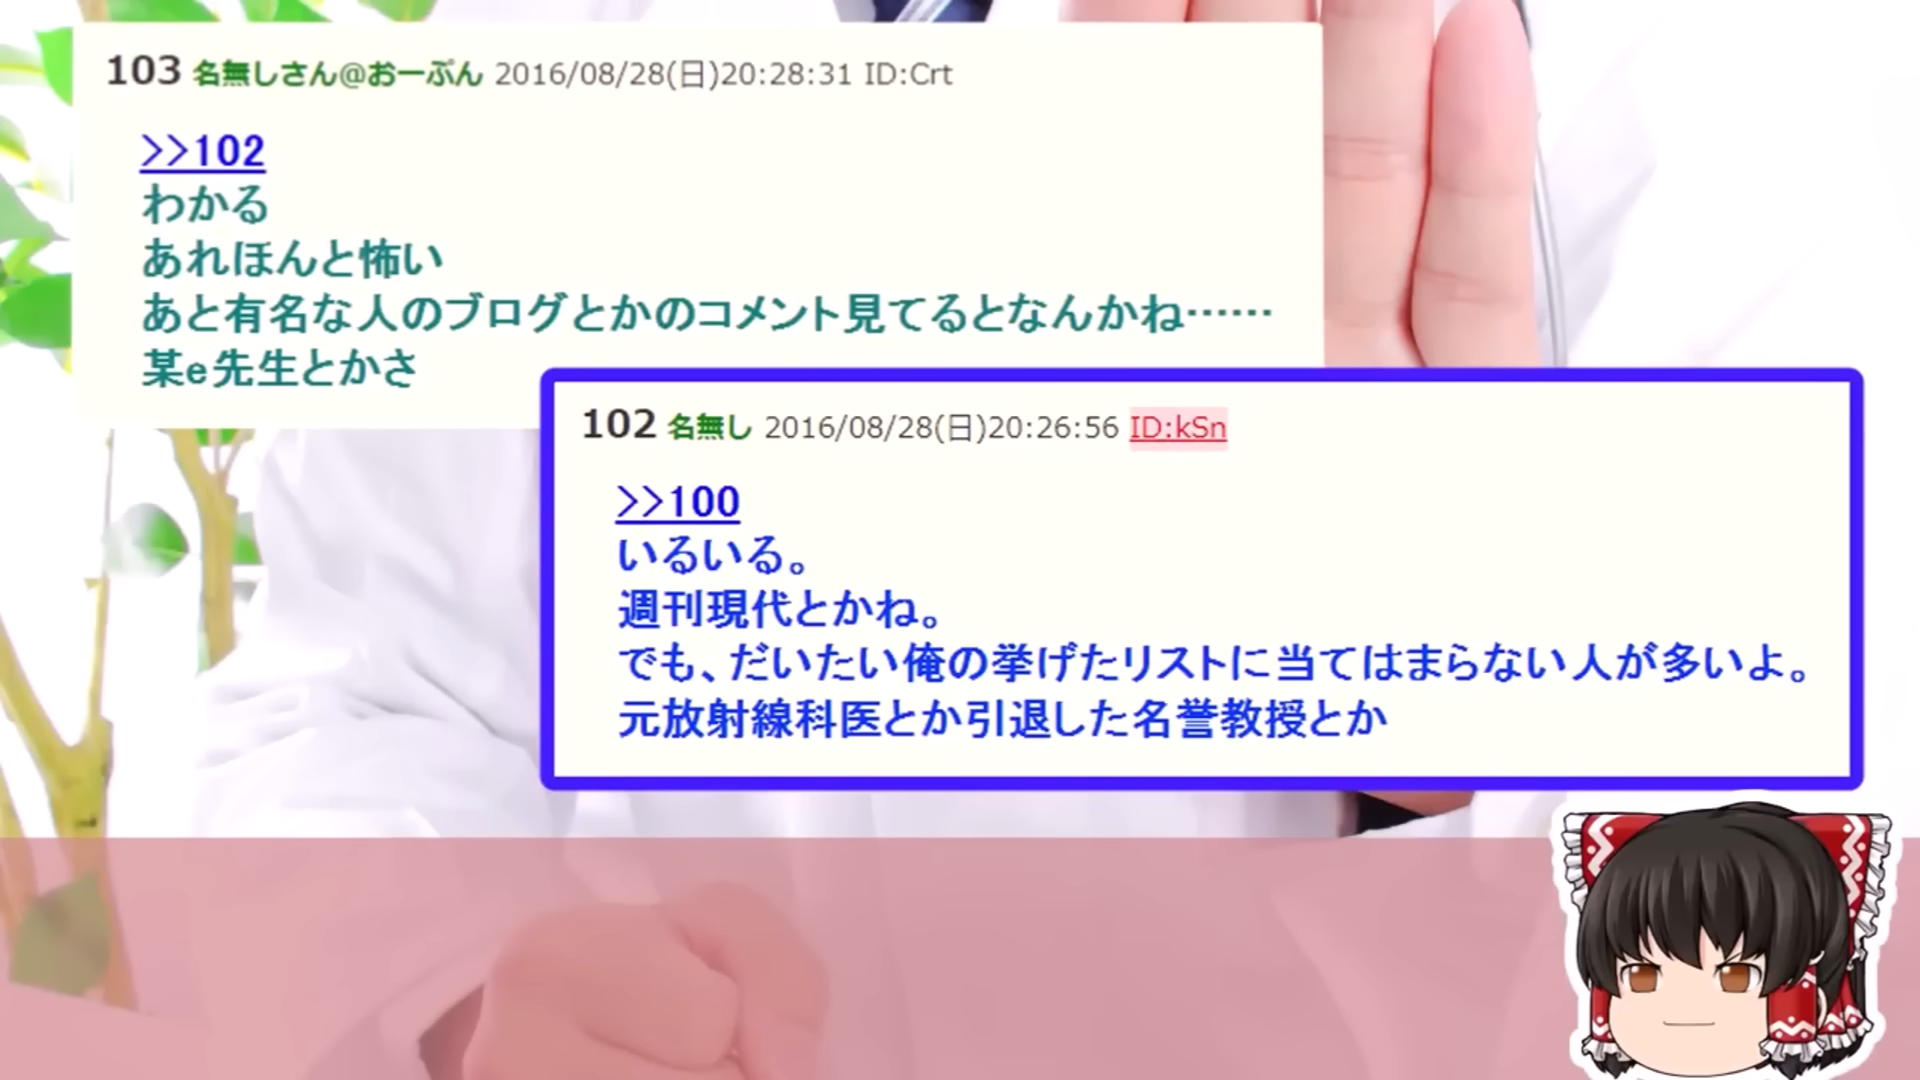 103 名無しさん@おーぷん 2016/08/28(日)20:28:31 ID:Crt
>>102
わかる
あれほんと怖い
あと有名な人のブログとかのコメント見てるとなんかね……
某e先生とかさ
102 名無し 2016/08/28(日)20:26:56 ID:kSn
>>100
いるいる。
週刊現代とかね。
でも、だいたい俺の挙げたリストに当てはまらない人が多いよ。
元放射線科医とか引退した名誉教授とか